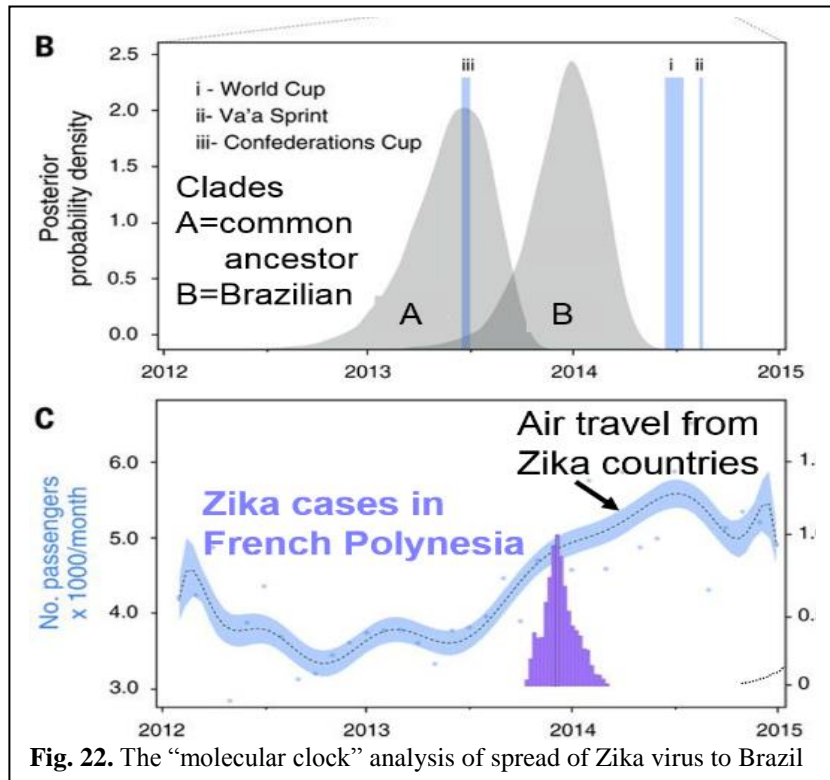 B
2.5
2.0
1.5
1.0
0.5
0.0
Posterior
probability density
iii
i
ii
i - World Cup
ii- Va'a Sprint
iii- Confederations Cup
Clades
A=common
ancestor
B=Brazilian
A
B
2012
2013
2014
2015
C
6.0
5.0
4.0
3.0
No. passengers
x 1000/month
Air travel from
Zika countries
Zika cases in
French Polynesia
1.0
0
2012
2013
2014
2015
Fig. 22. The “molecular clock” analysis of spread of Zika virus to Brazil